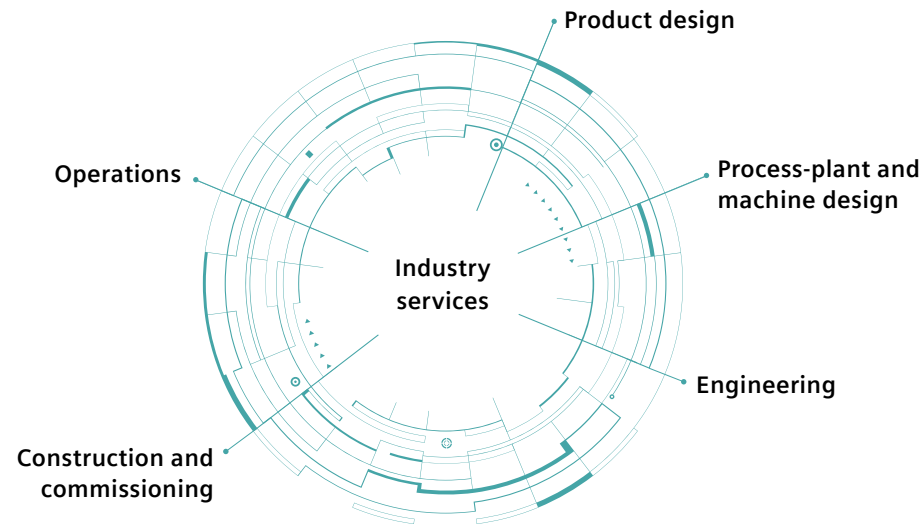 Product design
Process-plant and
machine design
Operations
Industry
services
Engineering
Construction and
commissioning